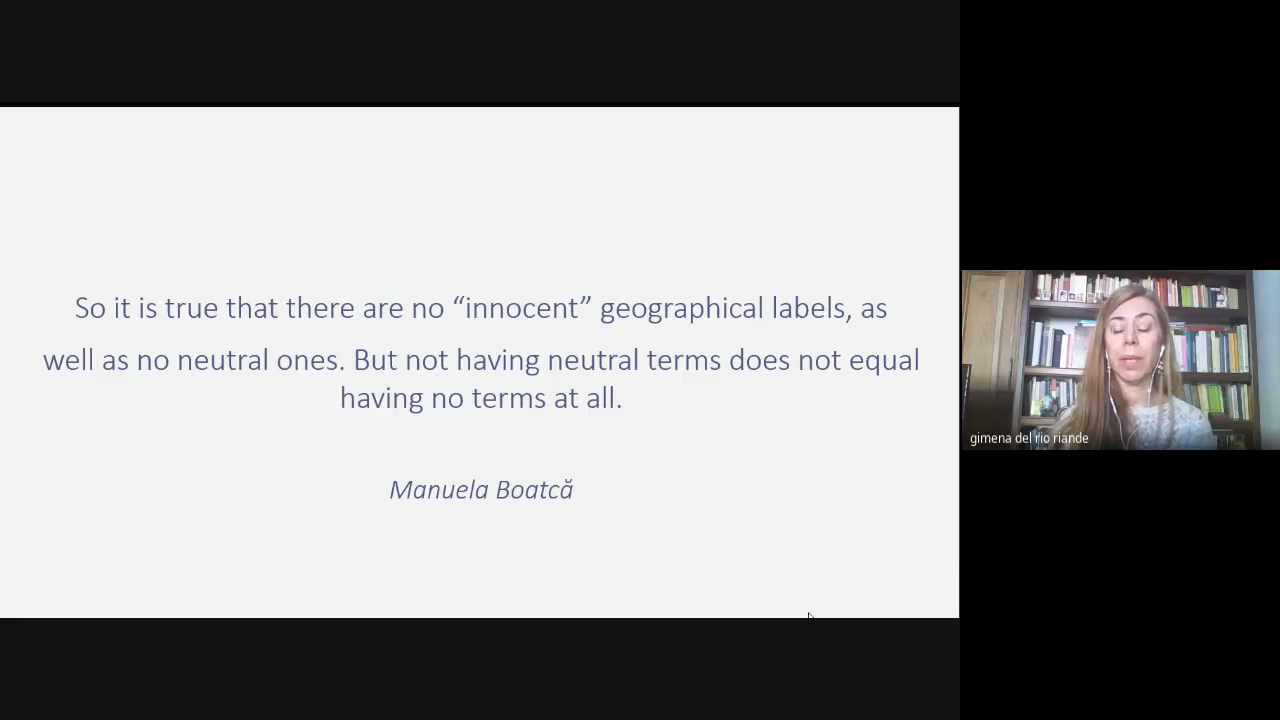 So it is true that there are no “innocent” geographical labels, as
well as no neutral ones. But not having neutral terms does not equal
having no terms at all.
Manuela Boatcă
gimena del rio riande